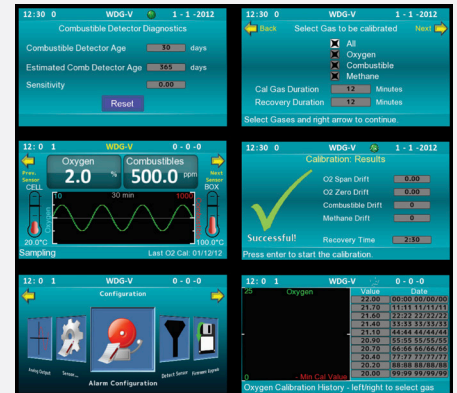 12:30 0 WDG-V 1 - 1 -2012
Combustible Detector Diagnostics
Combustible Detector Age 30 days
Estimated Comb Detector Age 365 days
Sensitivity 0.00
Reset
12:30 0 WDG-V 1 - 1 -2012
Back Select Gas to be calibrated Next
All
Oxygen
Combustible
Methane
Cal Gas Duration 12 Minutes
Recovery Duration 12 Minutes
Select Gases and right arrow to continue.
12: 0 1 WDG-V 0 - 0 -0
Prev. Sensor Oxygen Combustibles Next Sensor
2.0 % 500.0 ppm
CELL BOX
10 30 min 1000
Oxygen Combustibles
20.0°C 100.0°C
Sampling Last O2 Cal: 01/12/12
12:30 0 WDG-V 1 - 1 -2012
Calibration: Results
O2 Span Drift 0.00
O2 Zero Drift 0.00
Combustible Drift 0
Methane Drift 0
Successful! Recovery Time 2:50
Press enter to start the calibration.
12: 0 1 WDG-V 0 - 0 -0
Configuration
Analog Output Sensor... Detect Sensor Firmware
Alarm Configuration
12: 0 1 WDG-V 0 - 0 -0
25 Oxygen Value Date
22.00 00:00 00/00/00
21.70 11:11 11/11/11
21.60 22:22 22/22/22
21.40 33:33 33/33/33
21.10 44:44 44/44/44
20.90 55:55 55/55/55
20.70 66:66 66/66/66
20.40 77:77 77/77/77
20.20 88:88 88/88/88
0 - Min Cal Value 20.00 99:99 99/99/99
Oxygen Calibration History - left/right to select gas